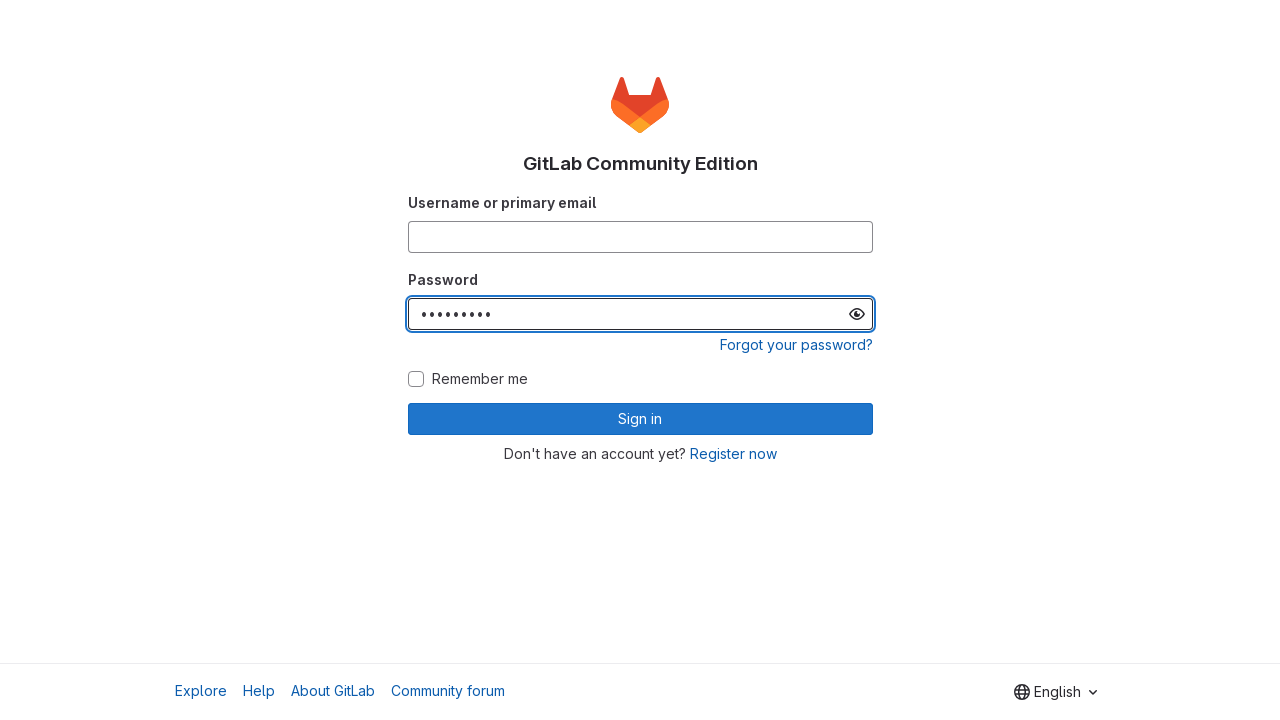 GitLab Community Edition
Username or primary email
Password
•••••••••
Forgot your password?
Remember me
Sign in
Don't have an account yet? Register now
Explore Help About GitLab Community forum English